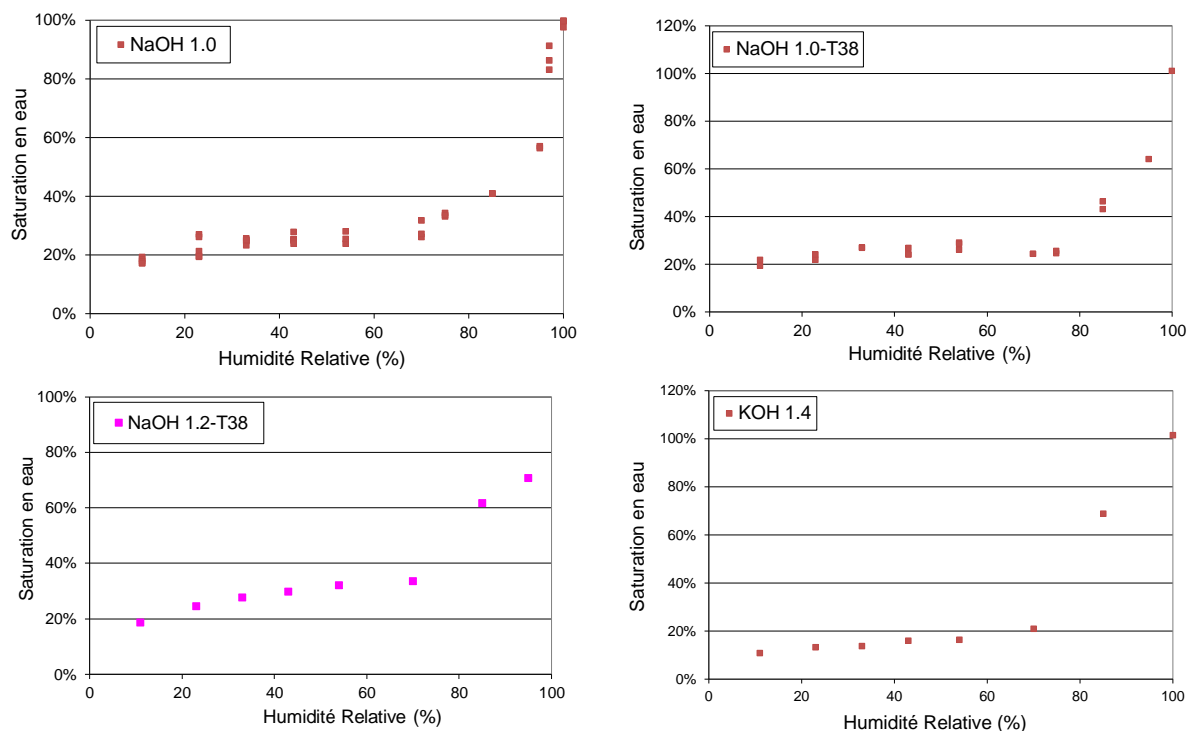 NaOH 1.0
Saturation en eau
100%
80%
60%
40%
20%
0%
0 20 40 60 80 100
Humidité Relative (%)
NaOH 1.0-T38
Saturation en eau
120%
100%
80%
60%
40%
20%
0%
0 20 40 60 80 100
Humidité Relative (%)
NaOH 1.2-T38
Saturation en eau
100%
80%
60%
40%
20%
0%
0 20 40 60 80 100
Humidité Relative (%)
KOH 1.4
Saturation en eau
120%
100%
80%
60%
40%
20%
0%
0 20 40 60 80 100
Humidité Relative (%)